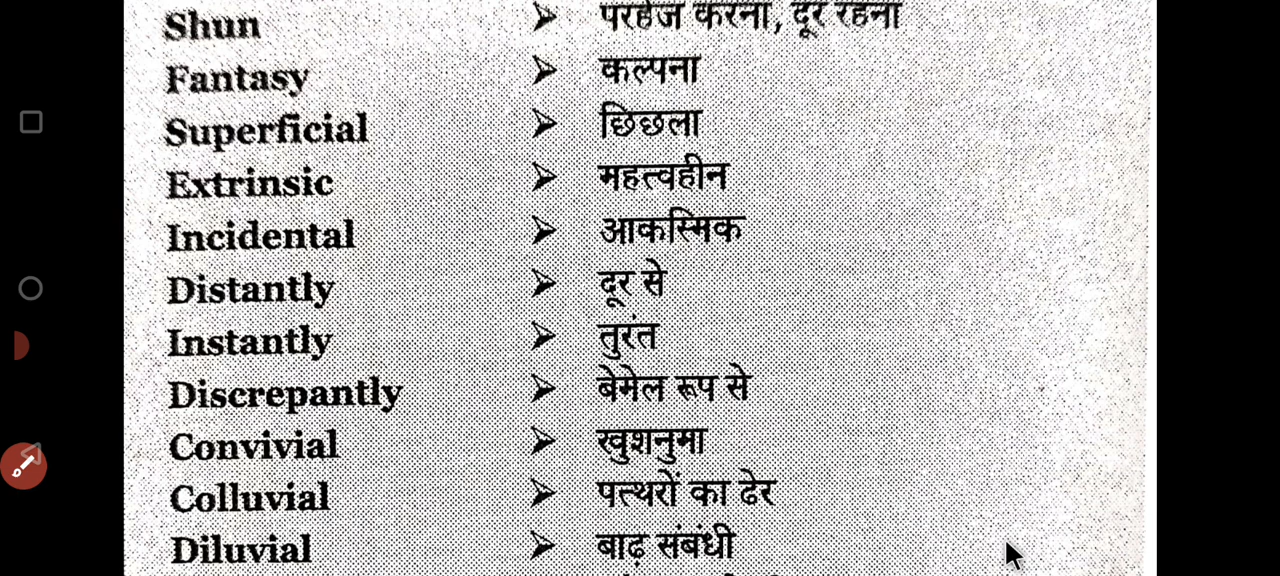 Shun ➢ परहेज करना, दूर रहना
Fantasy ➢ कल्पना
Superficial ➢ छिछला
Extrinsic ➢ महत्वहीन
Incidental ➢ आकस्मिक
Distantly ➢ दूर से
Instantly ➢ तुरंत
Discrepantly ➢ बेमेल रूप से
Convivial ➢ खुशनुमा
Colluvial ➢ पत्थरों का ढेर
Diluvial ➢ बाढ़ संबंधी